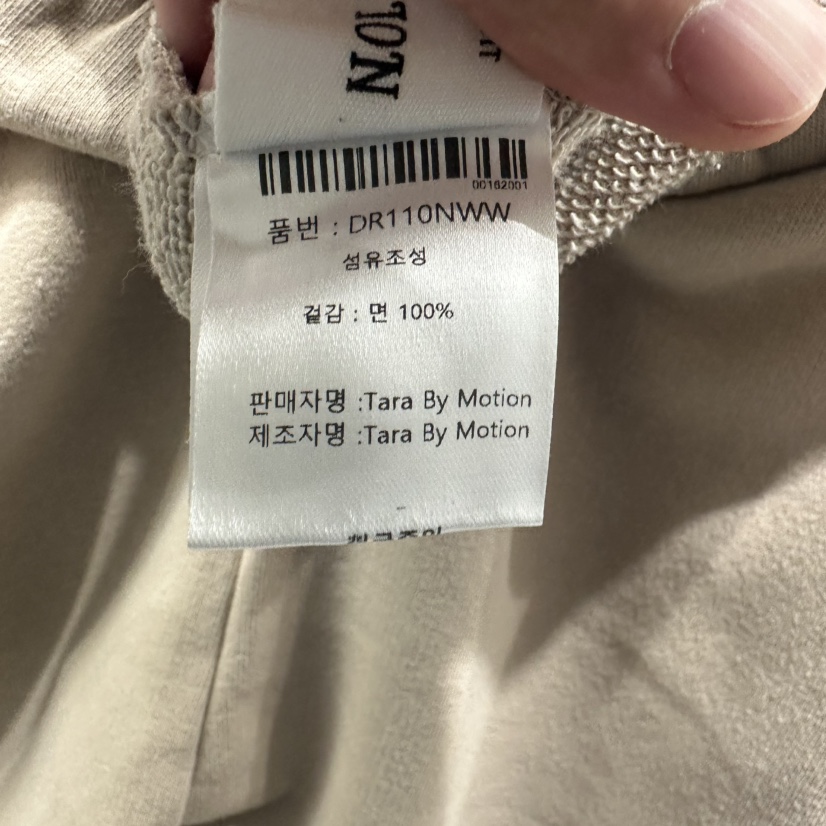 00162001
품번 : DR110NWW
섬유조성
겉감 : 면 100%
판매자명 :Tara By Motion
제조자명 :Tara By Motion